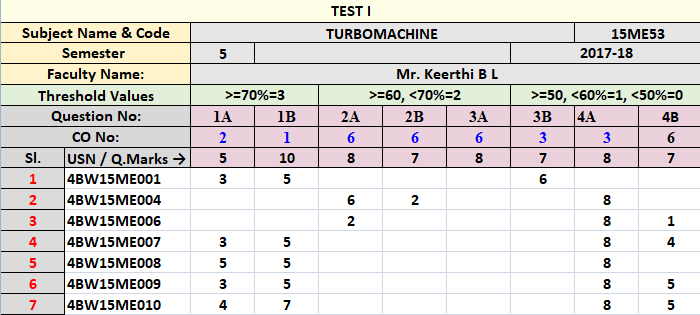 TEST I
Subject Name & Code TURBOMACHINE 15ME53
Semester 5 2017-18
Faculty Name: Mr. Keerthi B L
Threshold Values >=70%=3 >=60, <70%=2 >=50, <60%=1, <50%=0
Question No: 1A 1B 2A 2B 3A 3B 4A 4B
CO No: 2 1 6 6 6 3 3 6
Sl. USN / Q.Marks → 5 10 8 7 8 7 8 7
1 4BW15ME001 3 5 6
2 4BW15ME004 6 2 8
3 4BW15ME006 2 8 1
4 4BW15ME007 3 5 8 4
5 4BW15ME008 5 5 8
6 4BW15ME009 3 5 8 5
7 4BW15ME010 4 7 8 5